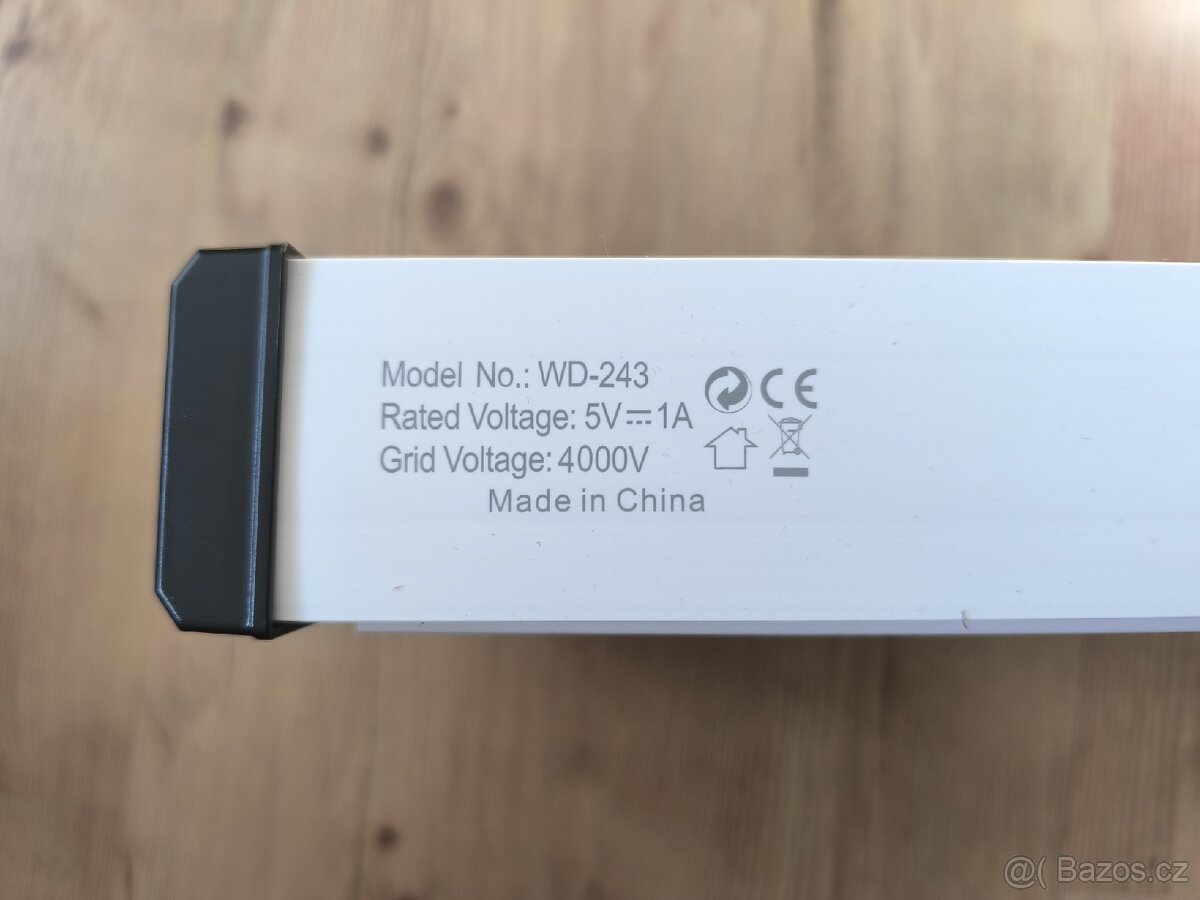 Model No.: WD-243
Rated Voltage: 5V⎓1A
Grid Voltage: 4000V
Made in China
CE
@( Bazos.cz